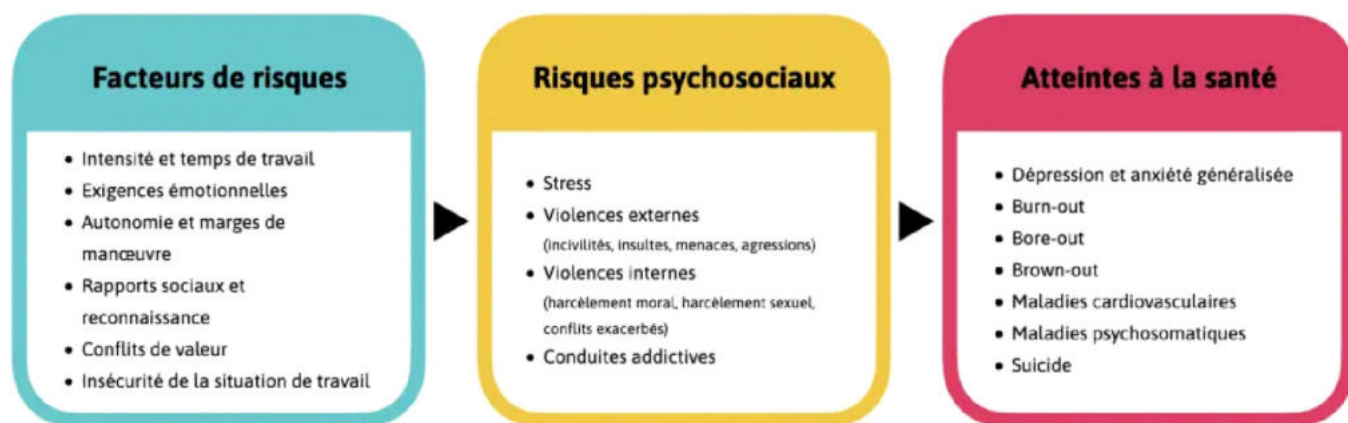 Facteurs de risques
• Intensité et temps de travail
• Exigences émotionnelles
• Autonomie et marges de
manœuvre
• Rapports sociaux et
reconnaissance
• Conflits de valeur
• Insécurité de la situation de travail
Risques psychosociaux
• Stress
• Violences externes
(incivilités, insultes, menaces, agressions)
• Violences internes
(harcèlement moral, harcèlement sexuel,
conflits exacerbés)
• Conduites addictives
Atteintes à la santé
• Dépression et anxiété généralisée
• Burn-out
• Bore-out
• Brown-out
• Maladies cardiovasculaires
• Maladies psychosomatiques
• Suicide